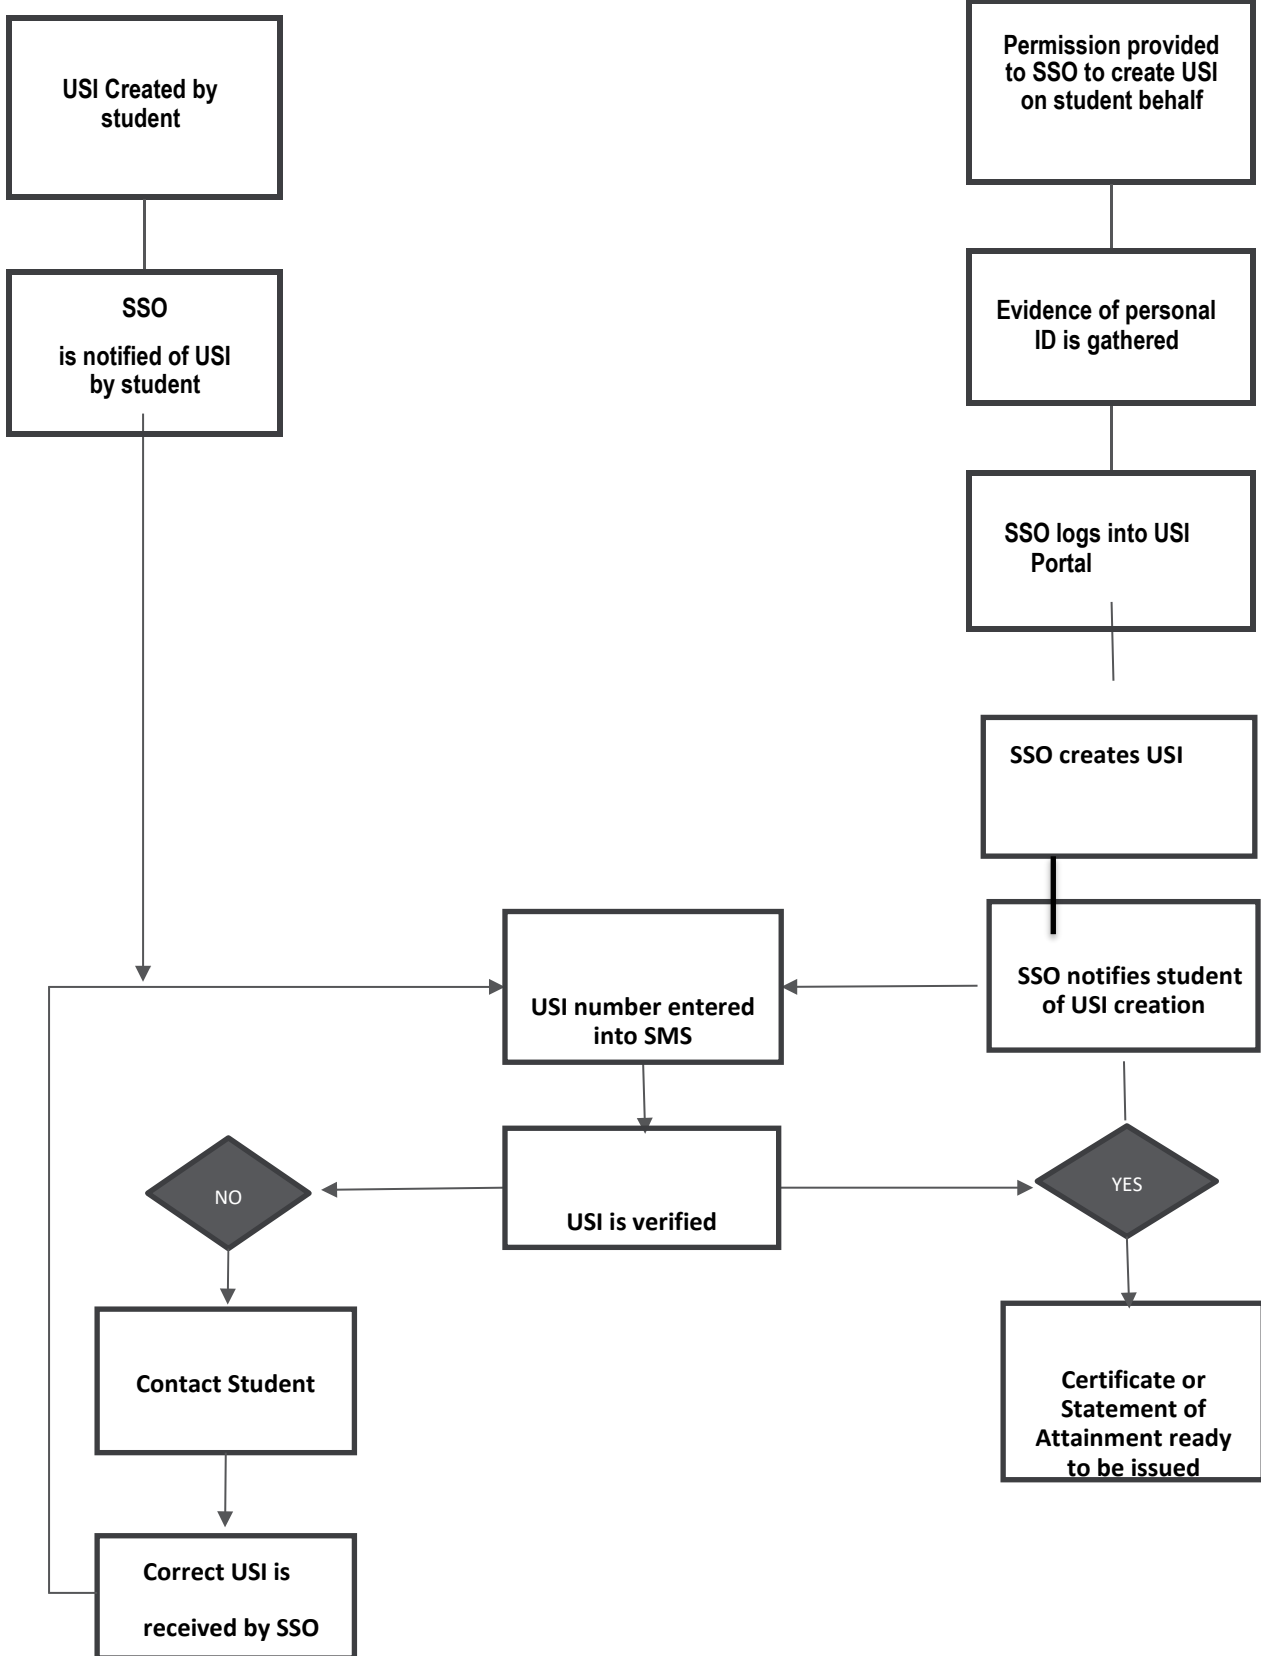 USI Created by
student
SSO
is notified of USI
by student
Permission provided
to SSO to create USI
on student behalf
Evidence of personal
ID is gathered
SSO logs into USI
Portal
SSO creates USI
SSO notifies student
of USI creation
USI number entered
into SMS
USI is verified
NO
YES
Contact Student
Correct USI is
received by SSO
Certificate or
Statement of
Attainment ready
to be issued